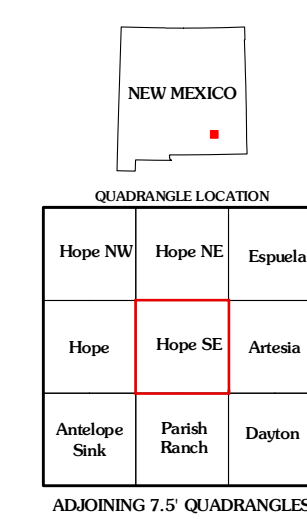 NEW MEXICO
QUADRANGLE LOCATION
Hope NW
Hope NE
Espuela
Hope
Hope SE
Artesia
Antelope
Sink
Parish
Ranch
Dayton
ADJOINING 7.5' QUADRANGLES